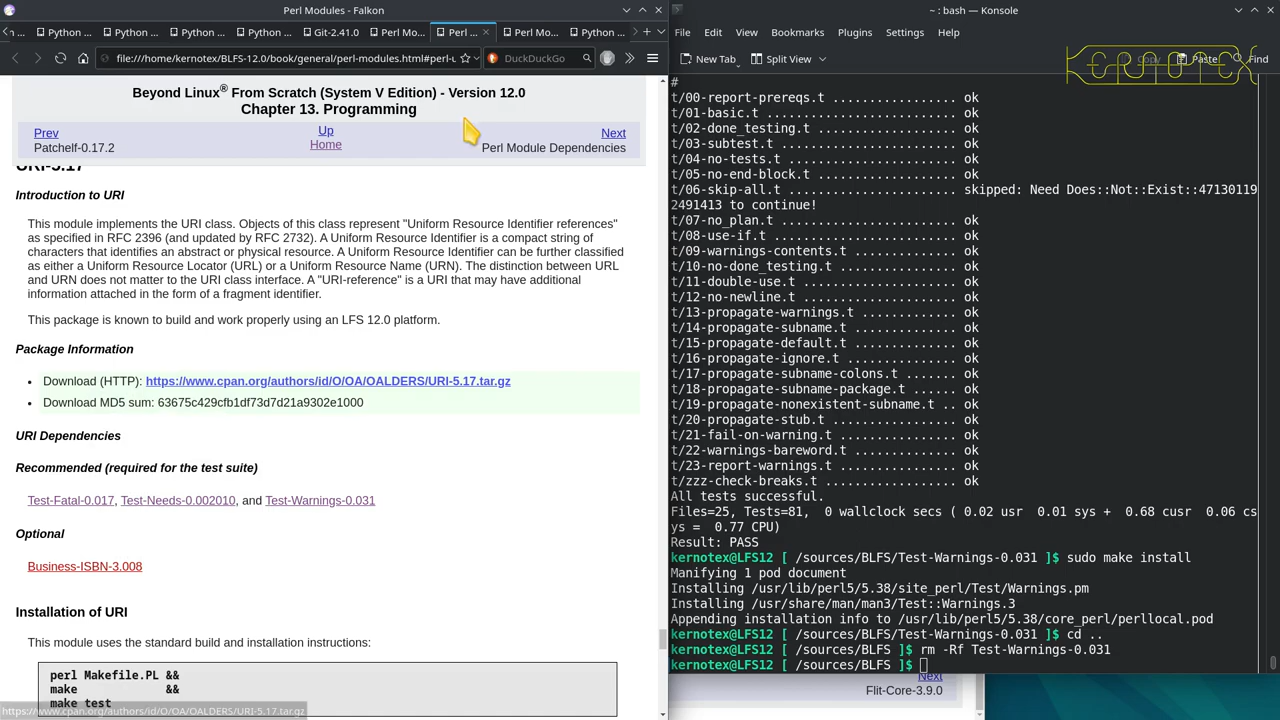 Perl Modules - Falkon
n ...
Python ...
Python ...
Python ...
Python ...
Git-2.41.0
Perl Mo...
Perl ...
Perl Mo...
Python ...
file:///home/kernotex/BLFS-12.0/book/general/perl-modules.html#perl-u
DuckDuckGo
Beyond Linux® From Scratch (System V Edition) - Version 12.0
Chapter 13. Programming
Prev
Up
Next
Patchelf-0.17.2
Home
Perl Module Dependencies
URI-5.17
Introduction to URI
This module implements the URI class. Objects of this class represent "Uniform Resource Identifier references"
as specified in RFC 2396 (and updated by RFC 2732). A Uniform Resource Identifier is a compact string of
characters that identifies an abstract or physical resource. A Uniform Resource Identifier can be further classified
as either a Uniform Resource Locator (URL) or a Uniform Resource Name (URN). The distinction between URL
and URN does not matter to the URI class interface. A "URI-reference" is a URI that may have additional
information attached in the form of a fragment identifier.
This package is known to build and work properly using an LFS 12.0 platform.
Package Information
• Download (HTTP): https://www.cpan.org/authors/id/O/OA/OALDERS/URI-5.17.tar.gz
• Download MD5 sum: 63675c429cfb1df73d7d21a9302e1000
URI Dependencies
Recommended (required for the test suite)
Test-Fatal-0.017, Test-Needs-0.002010, and Test-Warnings-0.031
Optional
Business-ISBN-3.008
Installation of URI
This module uses the standard build and installation instructions:
perl Makefile.PL &&
make &&
make test
https://www.cpan.org/authors/id/O/OA/OALDERS/URI-5.17.tar.gz
~ : bash — Konsole
File Edit View Bookmarks Plugins Settings Help
New Tab
Split View
Copy
Paste
Find
KERNOTEX
#
t/00-report-prereqs.t ................ ok
t/01-basic.t ......................... ok
t/02-done_testing.t .................. ok
t/03-subtest.t ....................... ok
t/04-no-tests.t ...................... ok
t/05-no-end-block.t .................. ok
t/06-skip-all.t ...................... skipped: Need Does::Not::Exist::47130119
2491413 to continue!
t/07-no_plan.t ....................... ok
t/08-use-if.t ........................ ok
t/09-warnings-contents.t ............. ok
t/10-no-done_testing.t ............... ok
t/11-double-use.t .................... ok
t/12-no-newline.t .................... ok
t/13-propagate-warnings.t ............ ok
t/14-propagate-subname.t ............. ok
t/15-propagate-default.t ............. ok
t/16-propagate-ignore.t .............. ok
t/17-propagate-subname-colons.t ...... ok
t/18-propagate-subname-package.t ..... ok
t/19-propagate-nonexistent-subname.t .. ok
t/20-propagate-stub.t ................ ok
t/21-fail-on-warning.t ............... ok
t/22-warnings-bareword.t ............. ok
t/23-report-warnings.t ............... ok
t/zzz-check-breaks.t ................. ok
All tests successful.
Files=25, Tests=81,  0 wallclock secs ( 0.02 usr  0.01 sys +  0.68 cusr  0.06 cs
ys =  0.77 CPU)
Result: PASS
kernotex@LFS12 [ /sources/BLFS/Test-Warnings-0.031 ]$ sudo make install
Manifying 1 pod document
Installing /usr/lib/perl5/5.38/site_perl/Test/Warnings.pm
Installing /usr/share/man/man3/Test::Warnings.3
Appending installation info to /usr/lib/perl5/5.38/core_perl/perllocal.pod
kernotex@LFS12 [ /sources/BLFS/Test-Warnings-0.031 ]$ cd ..
kernotex@LFS12 [ /sources/BLFS ]$ rm -Rf Test-Warnings-0.031
kernotex@LFS12 [ /sources/BLFS ]$
Next
Flit-Core-3.9.0